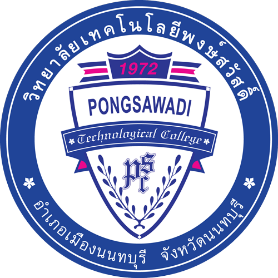 วิทยาลัยเทคโนโลยีพงษ์สวัสดิ์
1972
PONGSAWADI
Technological College
pstc
อำเภอเมืองนนทบุรี จังหวัดนนทบุรี